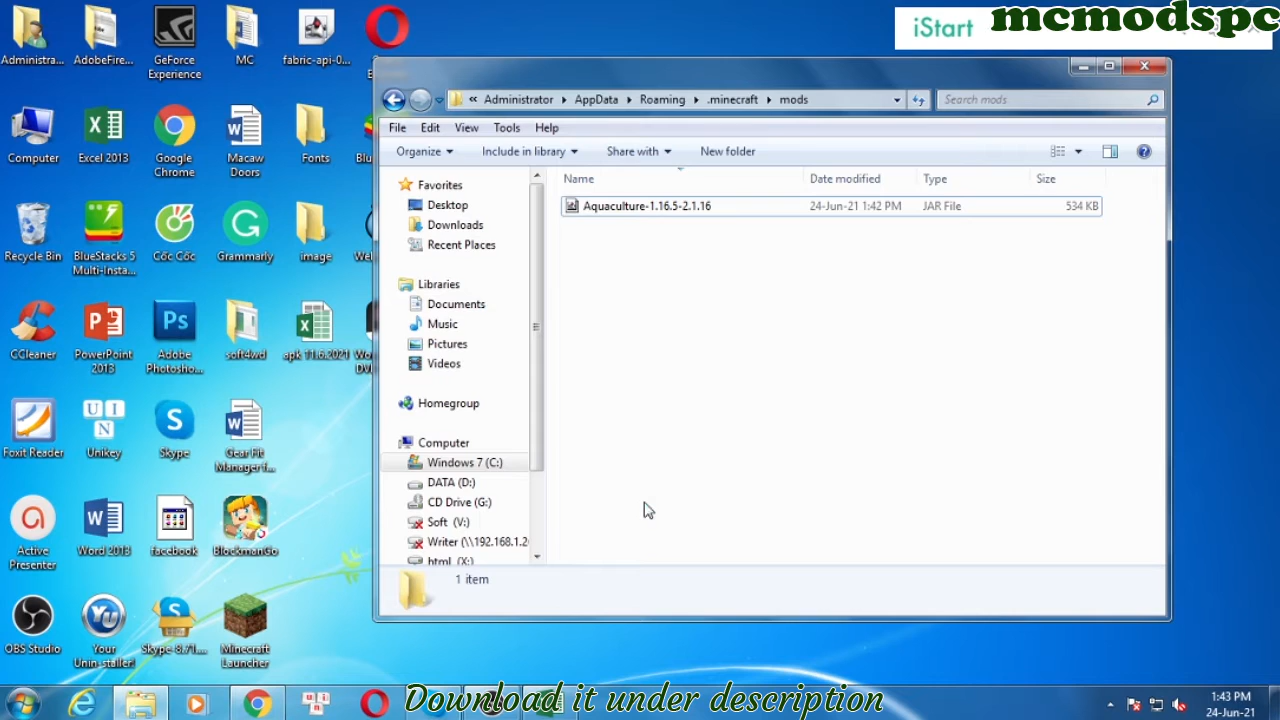 iStart
mcmodspc
Administra...
AdobeFire...
GeForce
Experience
MC
fabric-api-0...
Computer
Excel 2013
Google
Chrome
Macaw
Doors
Fonts
Recycle Bin
BlueStacks 5
Multi-Insta...
Cốc Cốc
Grammarly
image
CCleaner
PowerPoint
2013
Adobe
Photosho...
soft4wd
apk 11.6.2021
Foxit Reader
UIN
Unikey
Skype
Gear Fit
Manager f...
Active
Presenter
Word 2013
facebook
BlockmanGo
OBS Studio
Your
Unin-staller!
Skype-8.71....
Minecraft
Launcher
« Administrator AppData Roaming .minecraft mods
Search mods
File Edit View Tools Help
Organize Include in library Share with New folder
Name Date modified Type Size
Aquaculture-1.16.5-2.1.16 24-Jun-21 1:42 PM JAR File 534 KB
Favorites
Desktop
Downloads
Recent Places
Libraries
Documents
Music
Pictures
Videos
Homegroup
Computer
Windows 7 (C:)
DATA (D:)
CD Drive (G:)
Soft (V:)
Writer (\\192.168.1.2
html (X:)
1 item
Download it under description
1:43 PM
24-Jun-21